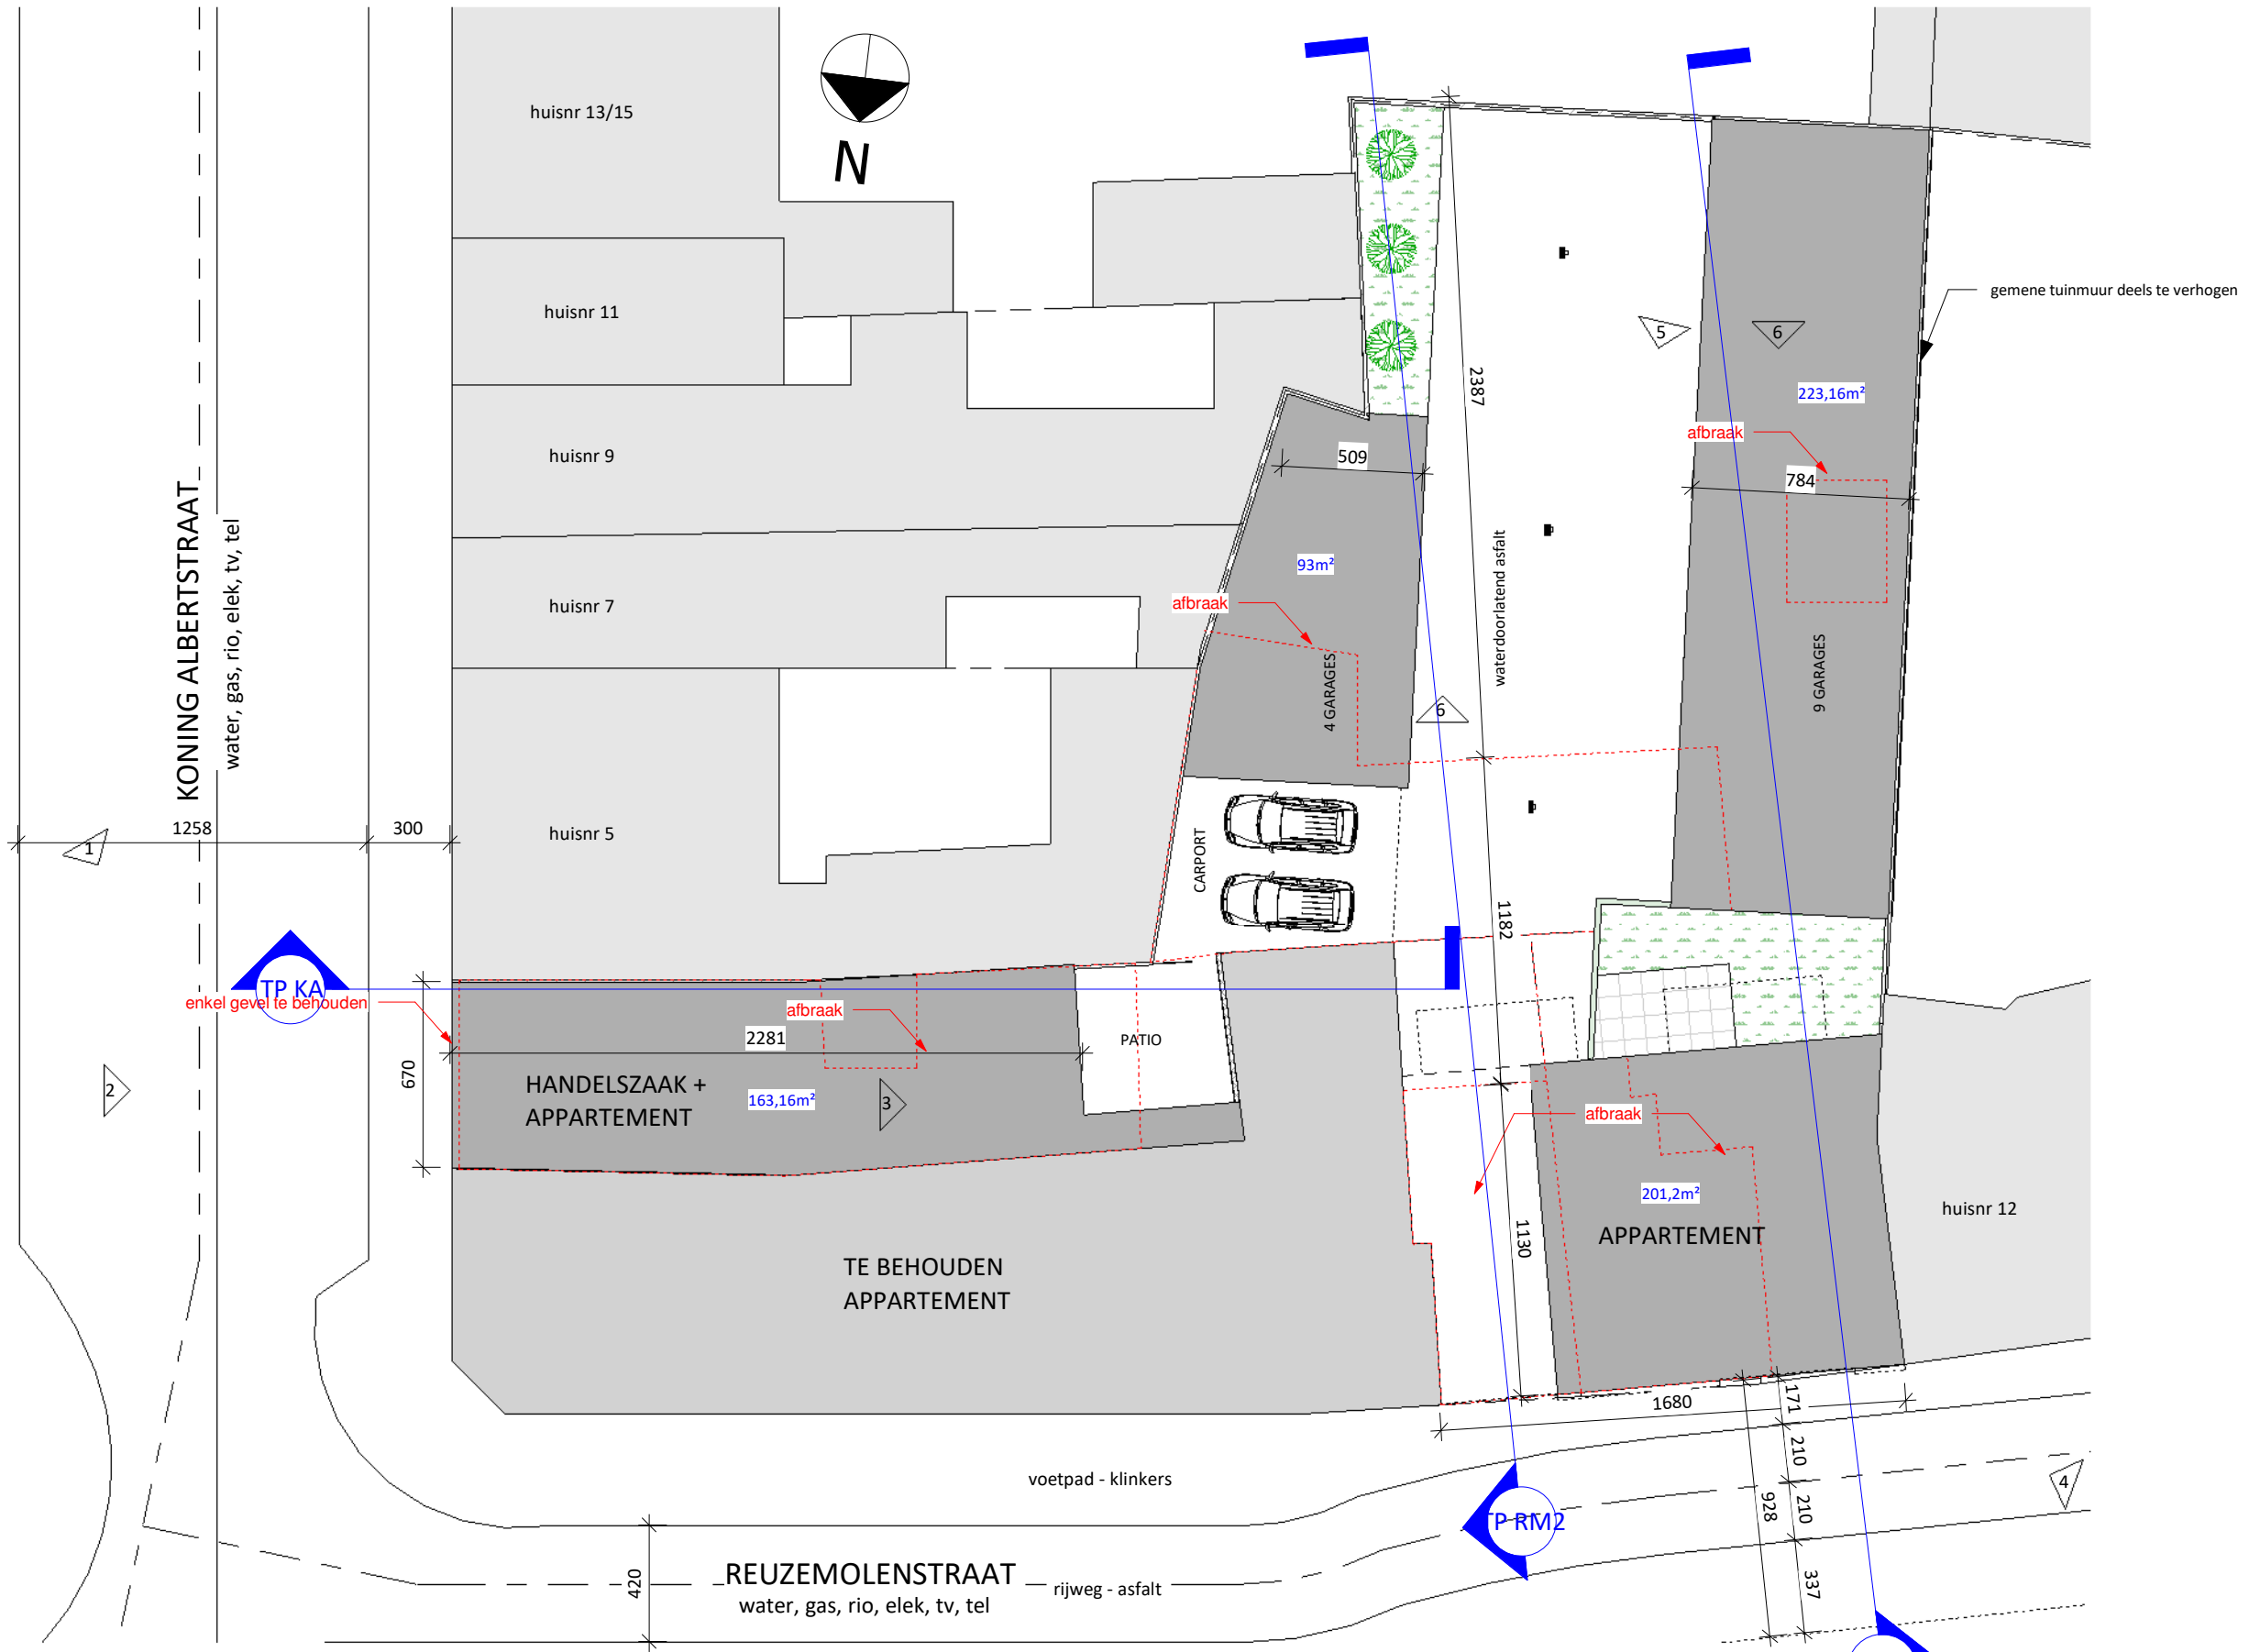 huisnr 13/15
N
huisnr 11
gemene tuinmuur deels te verhogen
5
6
2387
223,16m²
afbraak
huisnr 9
509
784
KONING ALBERTSTRAAT
water, gas, rio, elek, tv, tel
waterdoorlatend asfalt
93m²
huisnr 7
afbraak
4 GARAGES
9 GARAGES
6
1258
300
huisnr 5
1
CARPORT
1182
TP KA
enkel gevel te behouden
afbraak
2281
PATIO
670
HANDELSZAAK +
APPARTEMENT
163,16m²
3
2
afbraak
201,2m²
huisnr 12
APPARTEMENT
1130
TE BEHOUDEN
APPARTEMENT
1680
171
210
voetpad - klinkers
4
928
210
TP RM2
REUZEMOLENSTRAAT
rijweg - asfalt
water, gas, rio, elek, tv, tel
420
337